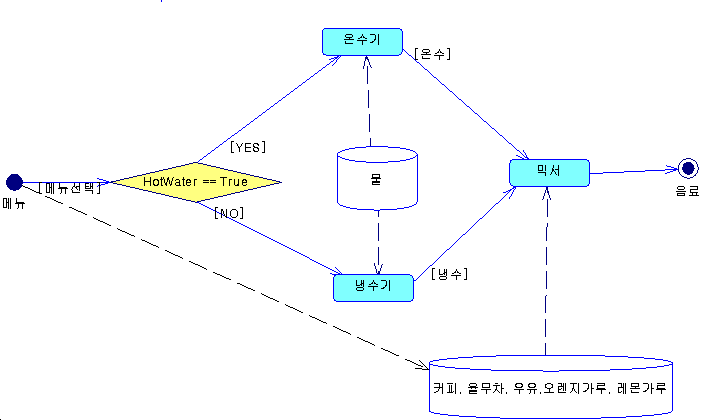 온수기
[온수]
[YES]
물
믹서
HotWater == True
[메뉴선택]
메뉴
음료
[NO]
[냉수]
냉수기
커피, 율무차, 우유,오렌지가루, 레몬가루